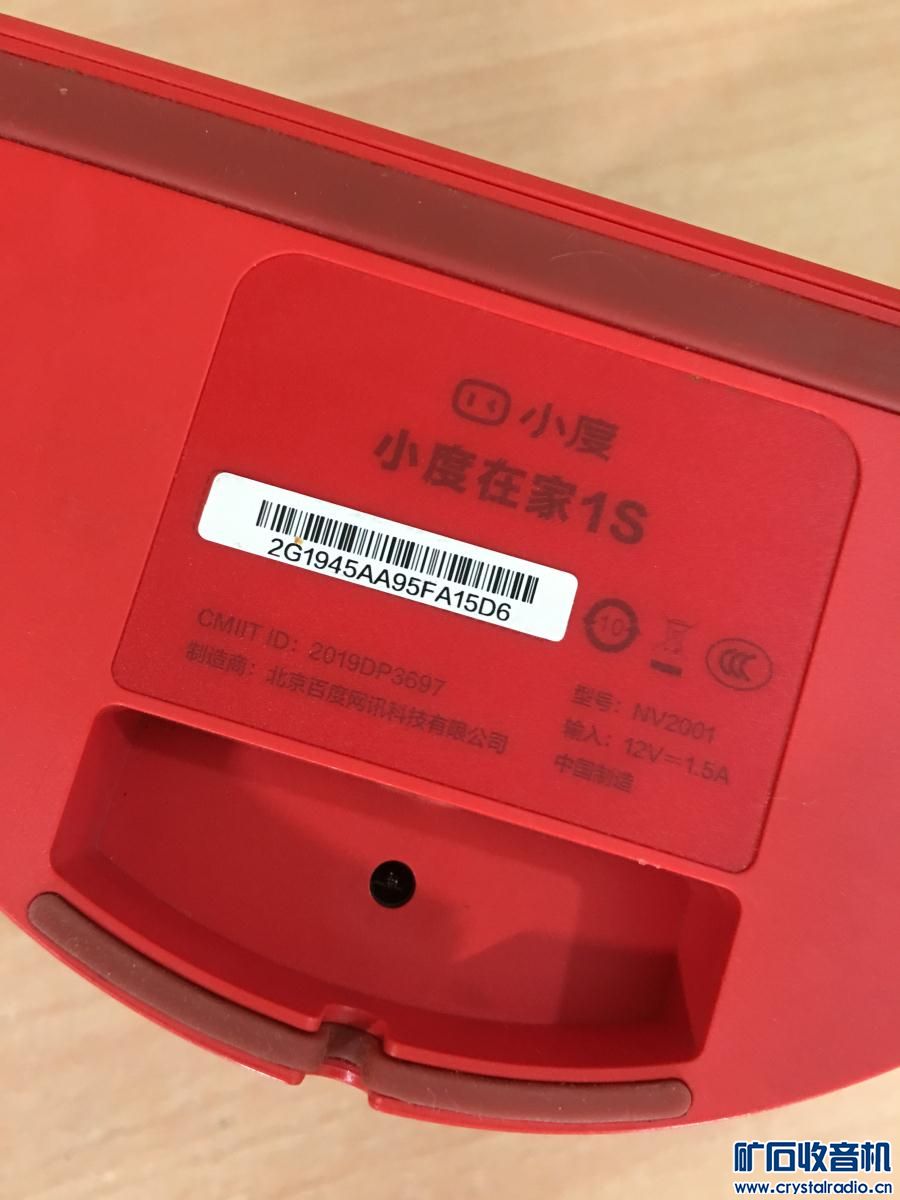 小度
小度在家1S
2G1945AA95FA15D6
10
CMIIT ID: 2019DP3697
制造商: 北京百度网讯科技有限公司
型号: NV2001
输入: 12V⎓1.5A
中国制造
矿石收音机
www.crystalradio.cn